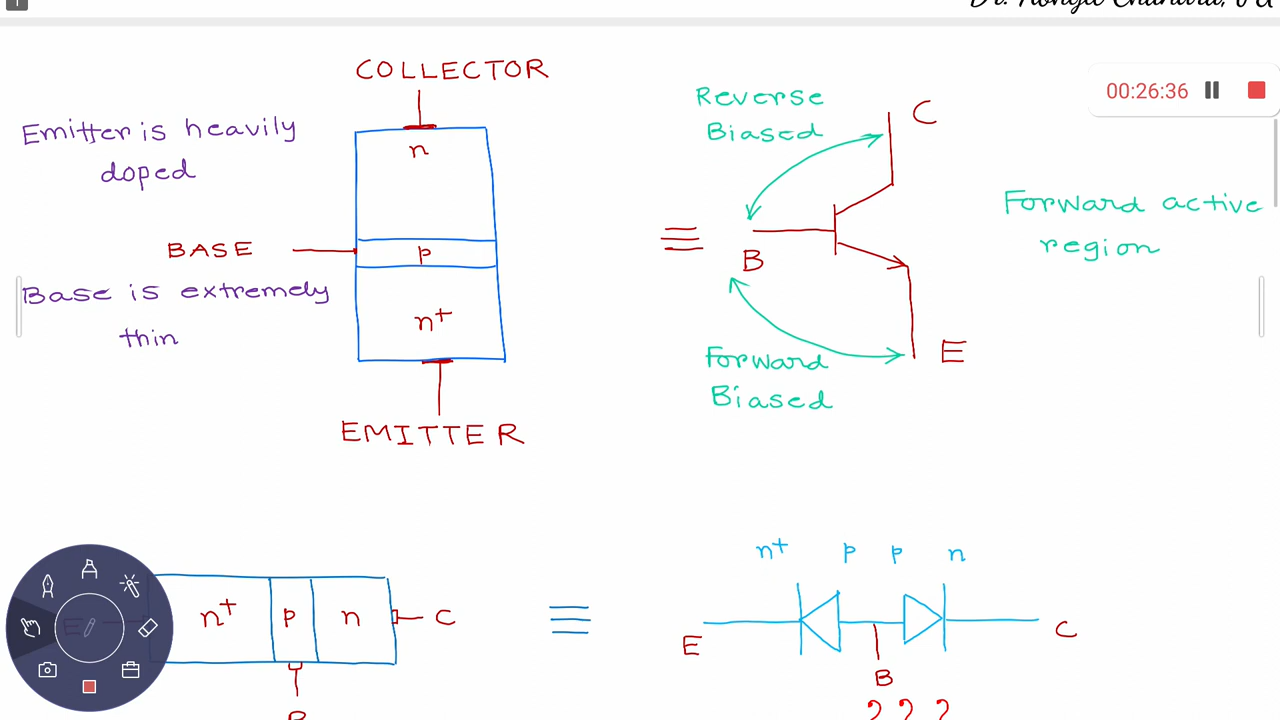 COLLECTOR
n
Emitter is heavily
doped
BASE
p
Base is extremely
thin
n+
EMITTER
Reverse
Biased
C
B
≡
Forward
Biased
E
Forward active
region
00:26:36
n+ p n
C
≡
n+ p p n
E
C
B
? ? ?